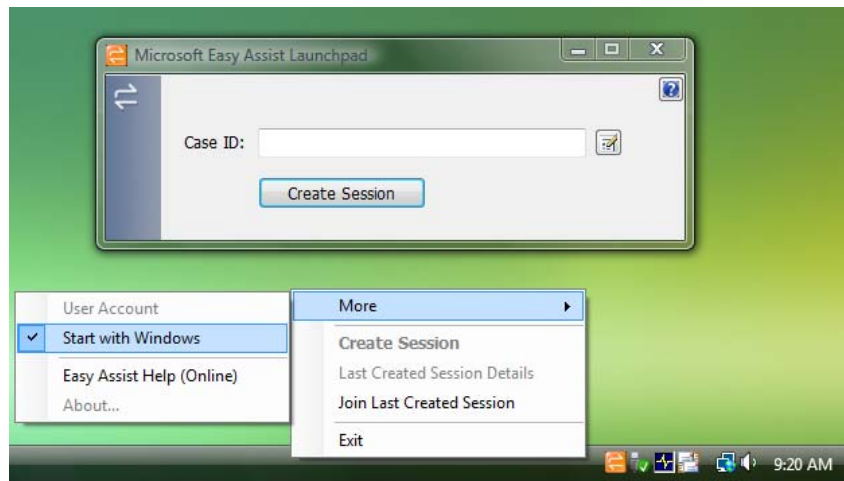 Microsoft Easy Assist Launchpad
Case ID:
Create Session
User Account
Start with Windows
Easy Assist Help (Online)
About...
More
Create Session
Last Created Session Details
Join Last Created Session
Exit
9:20 AM